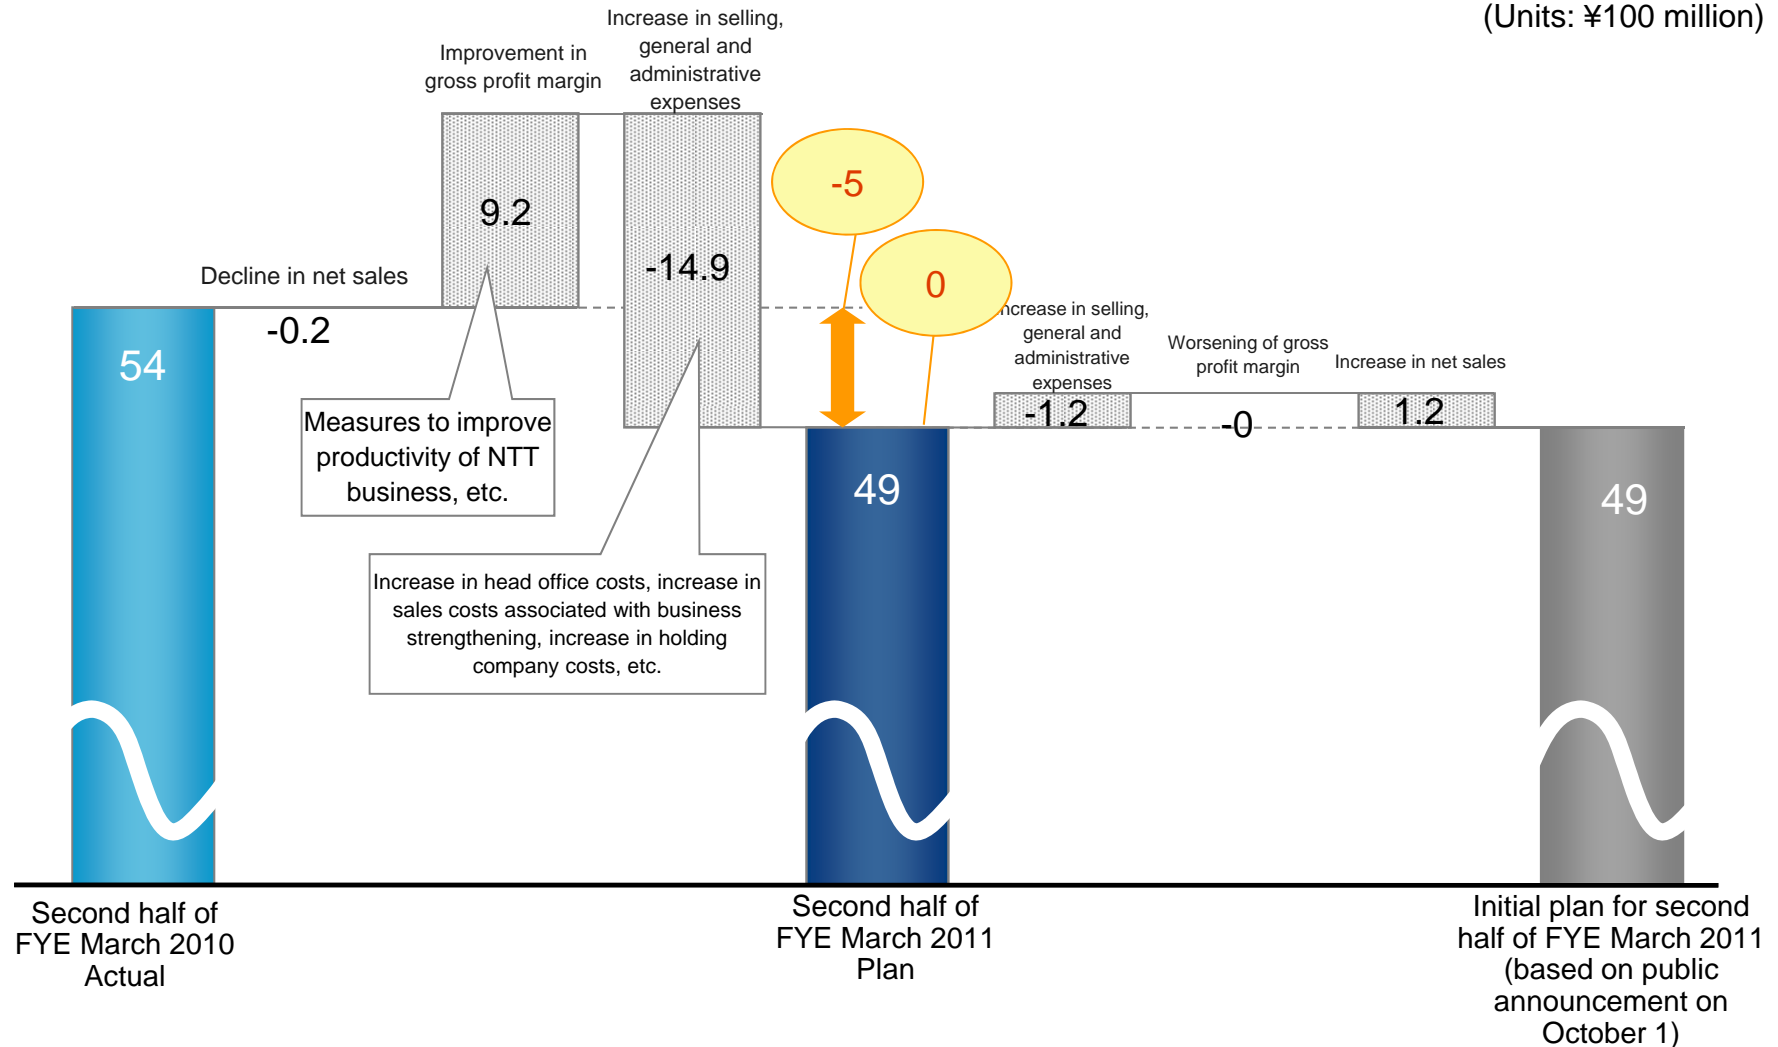 (Units: ¥100 million)
Increase in selling,
general and
administrative
expenses
Improvement in
gross profit margin
-5
9.2
-14.9
Decline in net sales
-0.2
0
54
ncrease in selling,
general and
administrative
expenses
-1.2
Worsening of gross
profit margin
-0
Increase in net sales
1.2
Measures to improve
productivity of NTT
business, etc.
49
49
Increase in head office costs, increase in
sales costs associated with business
strengthening, increase in holding
company costs, etc.
Second half of
FYE March 2010
Actual
Second half of
FYE March 2011
Plan
Initial plan for second
half of FYE March 2011
(based on public
announcement on
October 1)